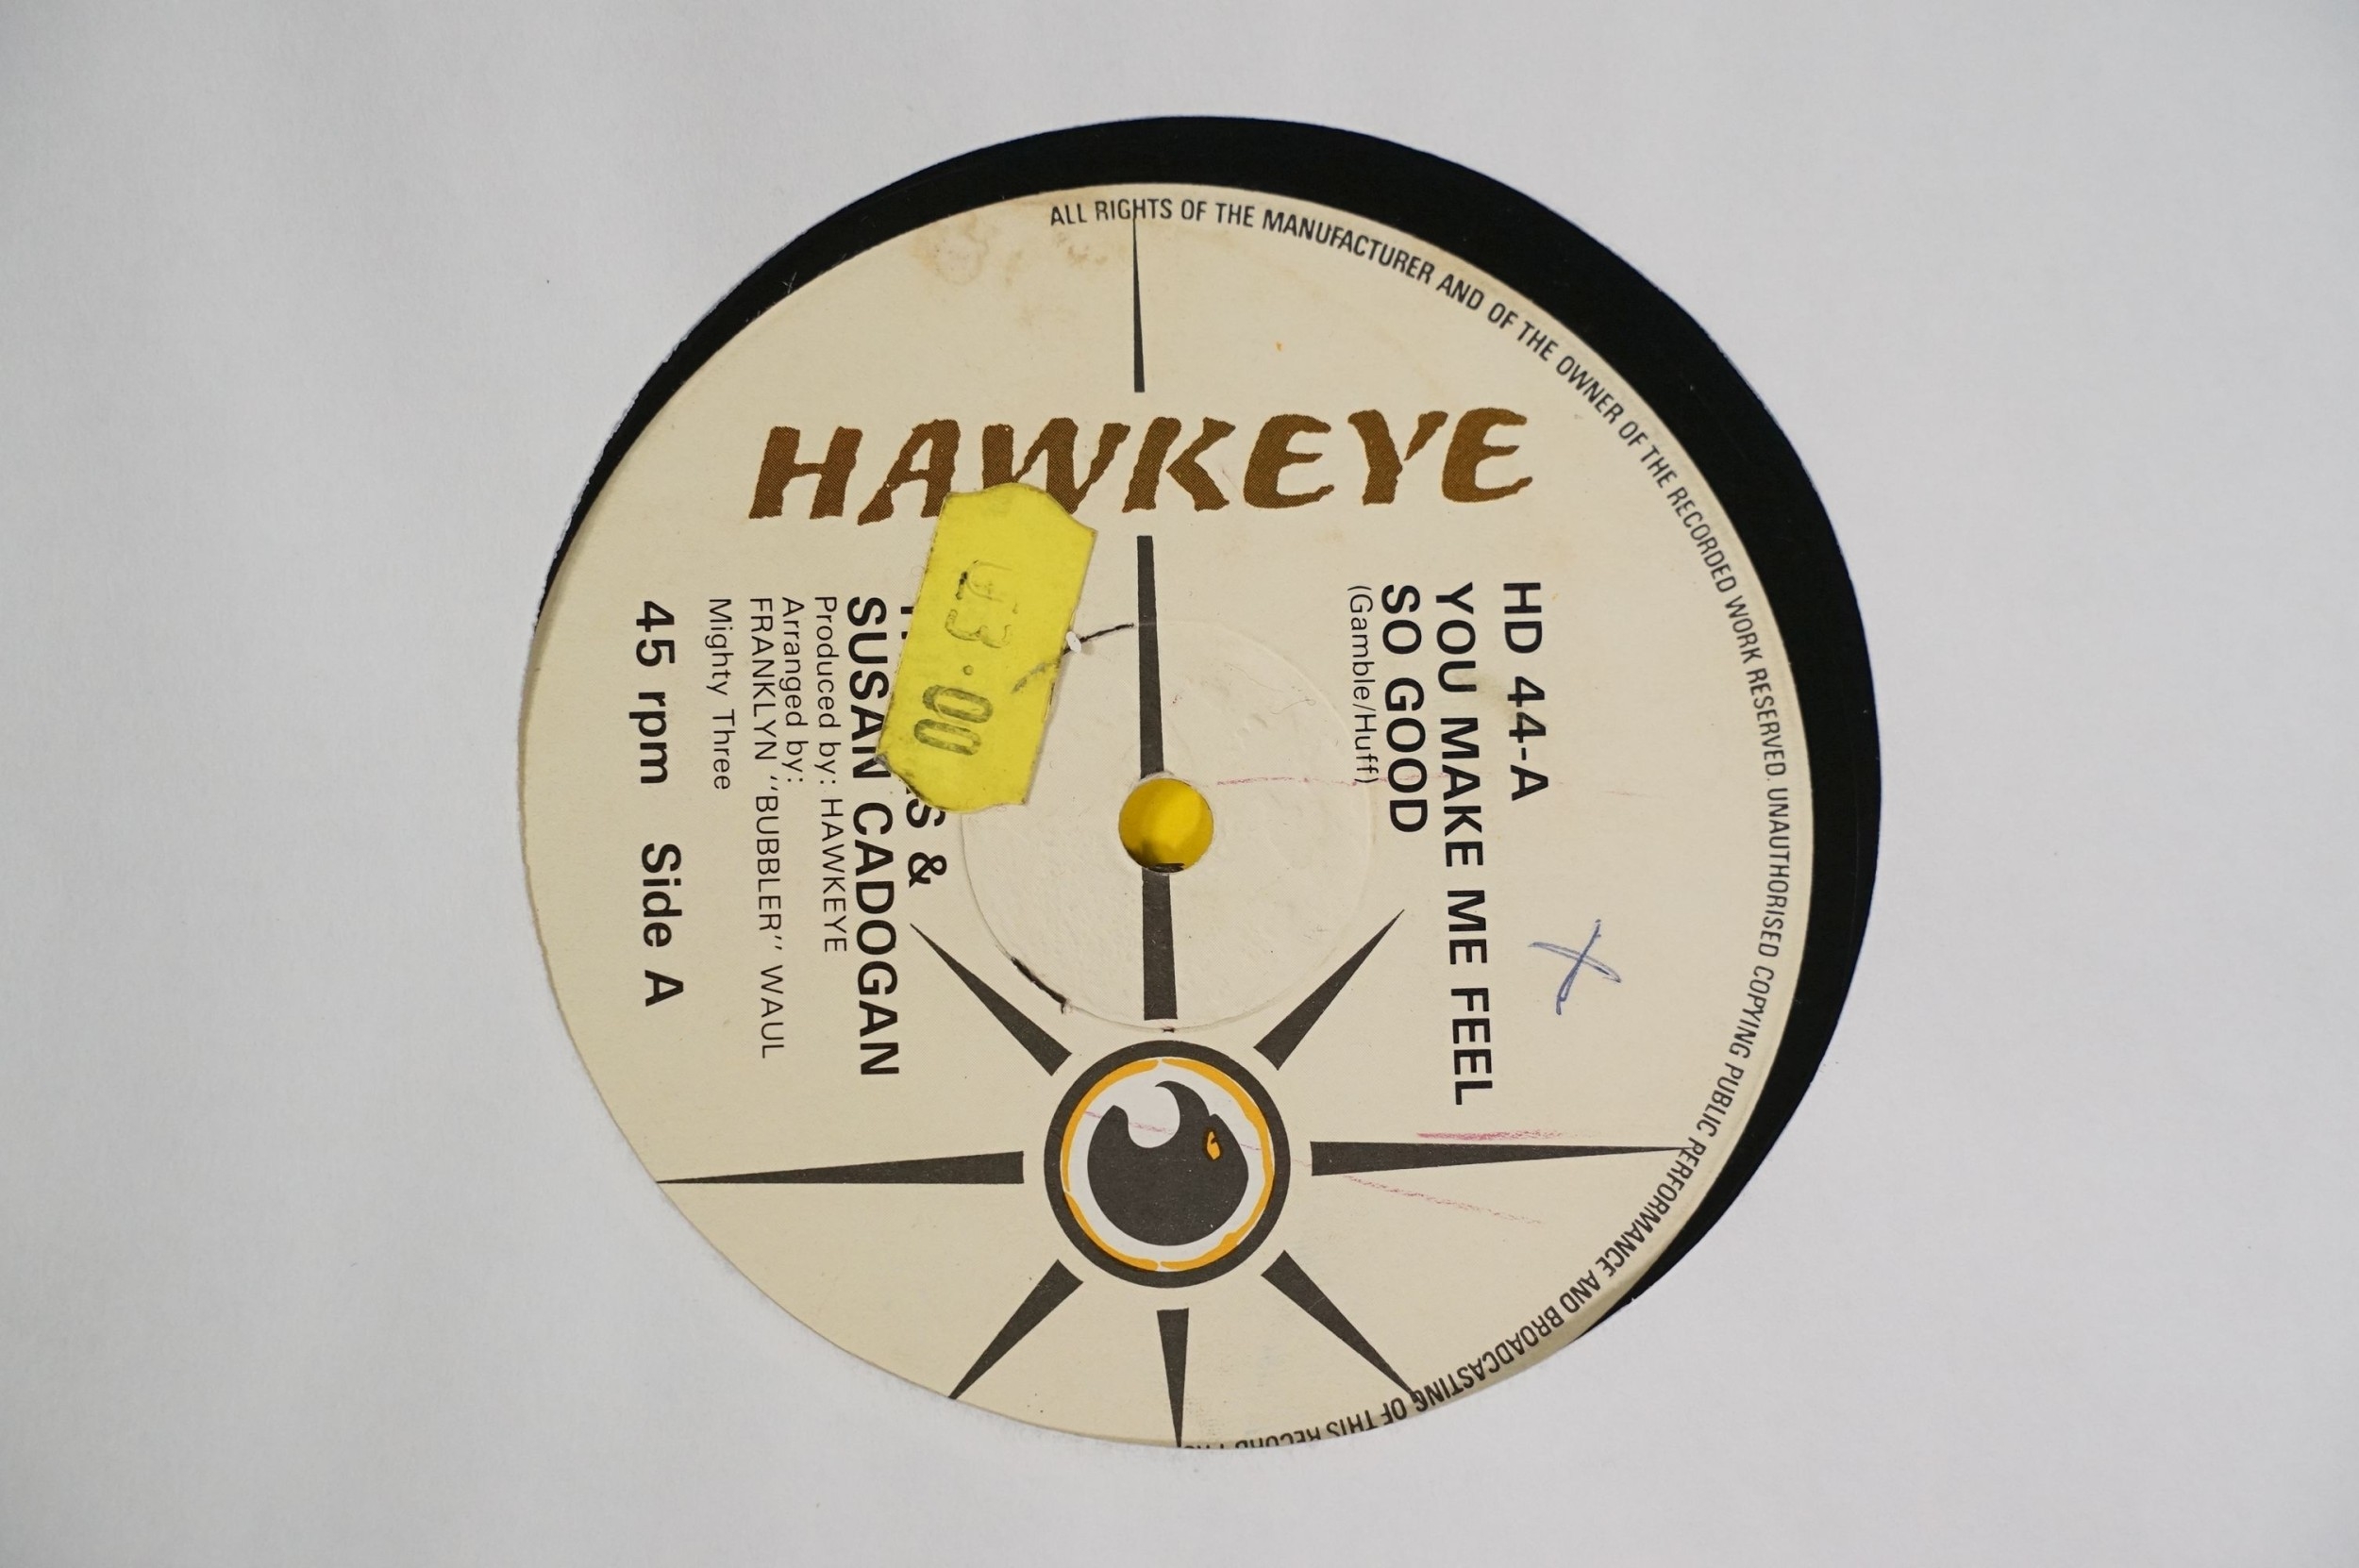 HAWKEYE
HD 44-A
YOU MAKE ME FEEL
SO GOOD
(Gamble/Huff)
S &
SUSAN CADOGAN
Produced by: HAWKEYE
Arranged by:
FRANKLYN "BUBBLER" WAUL
Mighty Three
45 rpm Side A
3.00
ALL RIGHTS OF THE MANUFACTURER AND OF THE OWNER OF THE RECORDED WORK RESERVED. UNAUTHORISED COPYING PUBLIC PERFORMANCE AND BROADCASTING OF THIS RECORD